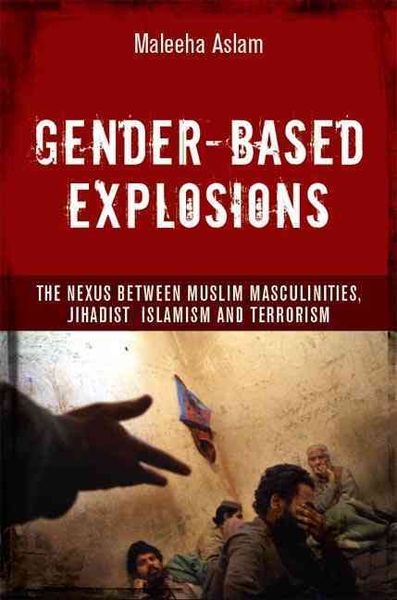 Maleeha Aslam
GENDER-BASED
EXPLOSIONS
THE NEXUS BETWEEN MUSLIM MASCULINITIES,
JIHADIST ISLAMISM AND TERRORISM